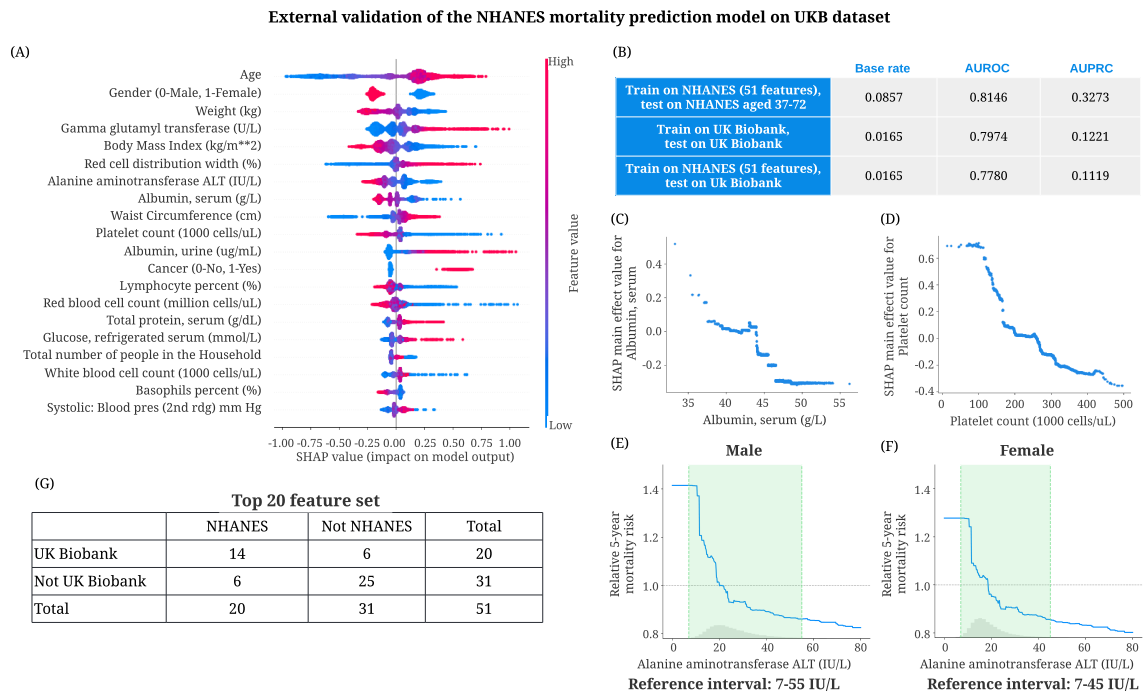 External validation of the NHANES mortality prediction model on UKB dataset
(A)
High
Age
Gender (0-Male, 1-Female)
Weight (kg)
Gamma glutamyl transferase (U/L)
Body Mass Index (kg/m**2)
Red cell distribution width (%)
Alanine aminotransferase ALT (IU/L)
Albumin, serum (g/L)
Waist Circumference (cm)
Platelet count (1000 cells/uL)
Albumin, urine (ug/mL)
Cancer (0-No, 1-Yes)
Lymphocyte percent (%)
Red blood cell count (million cells/uL)
Total protein, serum (g/dL)
Glucose, refrigerated serum (mmol/L)
Total number of people in the Household
White blood cell count (1000 cells/uL)
Basophils percent (%)
Systolic: Blood pres (2nd rdg) mm Hg
Feature value
Low
-1.00 -0.75 -0.50 -0.25 0.00 0.25 0.50 0.75 1.00
SHAP value (impact on model output)
(B)
Base rate AUROC AUPRC
Train on NHANES (51 features),
test on NHANES aged 37-72
0.0857 0.8146 0.3273
Train on UK Biobank,
test on UK Biobank
0.0165 0.7974 0.1221
Train on NHANES (51 features),
test on Uk Biobank
0.0165 0.7780 0.1119
(C)
SHAP main effect value for
Albumin, serum
0.4
0.2
0.0
-0.2
35 40 45 50 55
Albumin, serum (g/L)
(D)
SHAP main effecti value for
Platelet count
0.6
0.4
0.2
0.0
-0.2
-0.4
0 100 200 300 400 500
Platelet count (1000 cells/uL)
(E)
Male
Relative 5-year
mortality risk
1.4
1.2
1.0
0.8
0 20 40 60 80
Alanine aminotransferase ALT (IU/L)
Reference interval: 7-55 IU/L
(F)
Female
Relative 5-year
mortality risk
1.4
1.2
1.0
0.8
0 20 40 60 80
Alanine aminotransferase ALT (IU/L)
Reference interval: 7-45 IU/L
(G)
Top 20 feature set
NHANES Not NHANES Total
UK Biobank 14 6 20
Not UK Biobank 6 25 31
Total 20 31 51